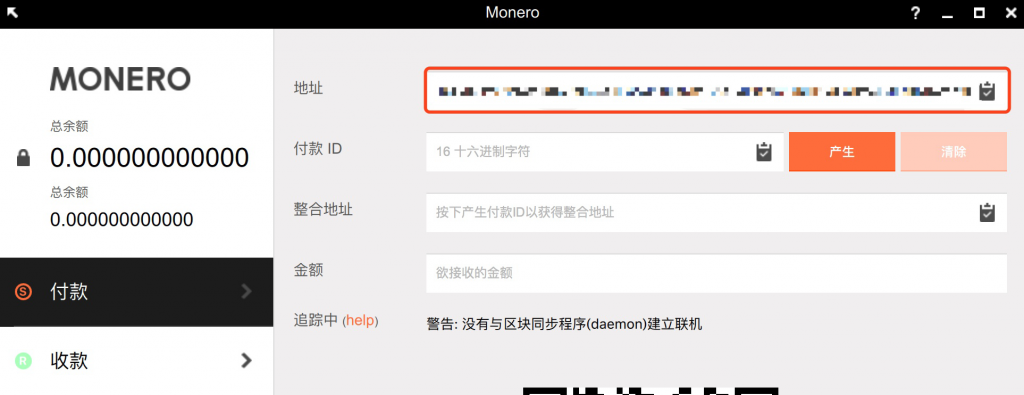 Monero
?
MONERO
总余额
0.000000000000
总余额
0.000000000000
S 付款
R 收款
地址
付款 ID
16 十六进制字符
产生
清除
整合地址
按下产生付款ID以获得整合地址
金额
欲接收的金额
追踪中 (help)
警告: 没有与区块同步程序(daemon)建立联机